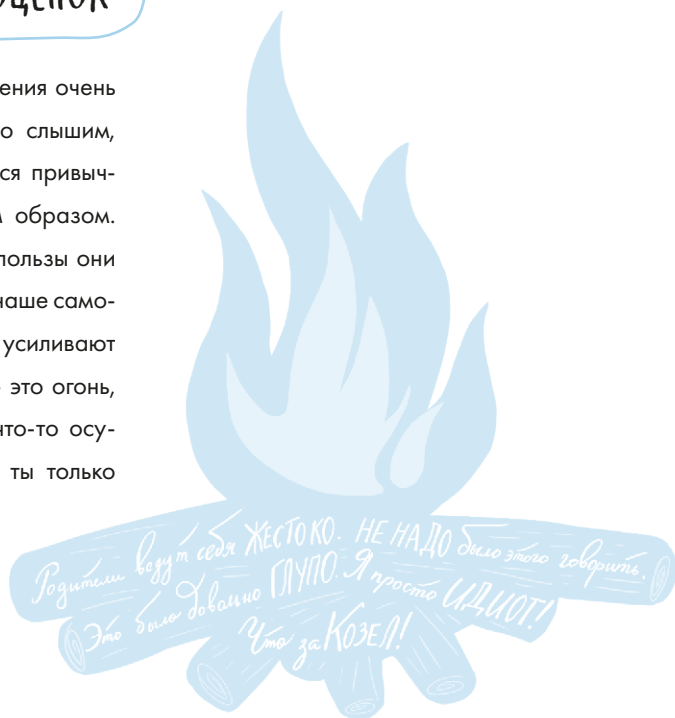 ОЦЕНОК
ения очень
о слышим,
ся привыч-
м образом.
пользы они
наше само-
усиливают
это огонь,
что-то осу-
ты только
Родители ведут себя ЖЕСТОКО. НЕ НАДО было этого говорить.
Это было довольно ГЛУПО. Я просто ИДИОТ!
Что за КОЗЕЛ!